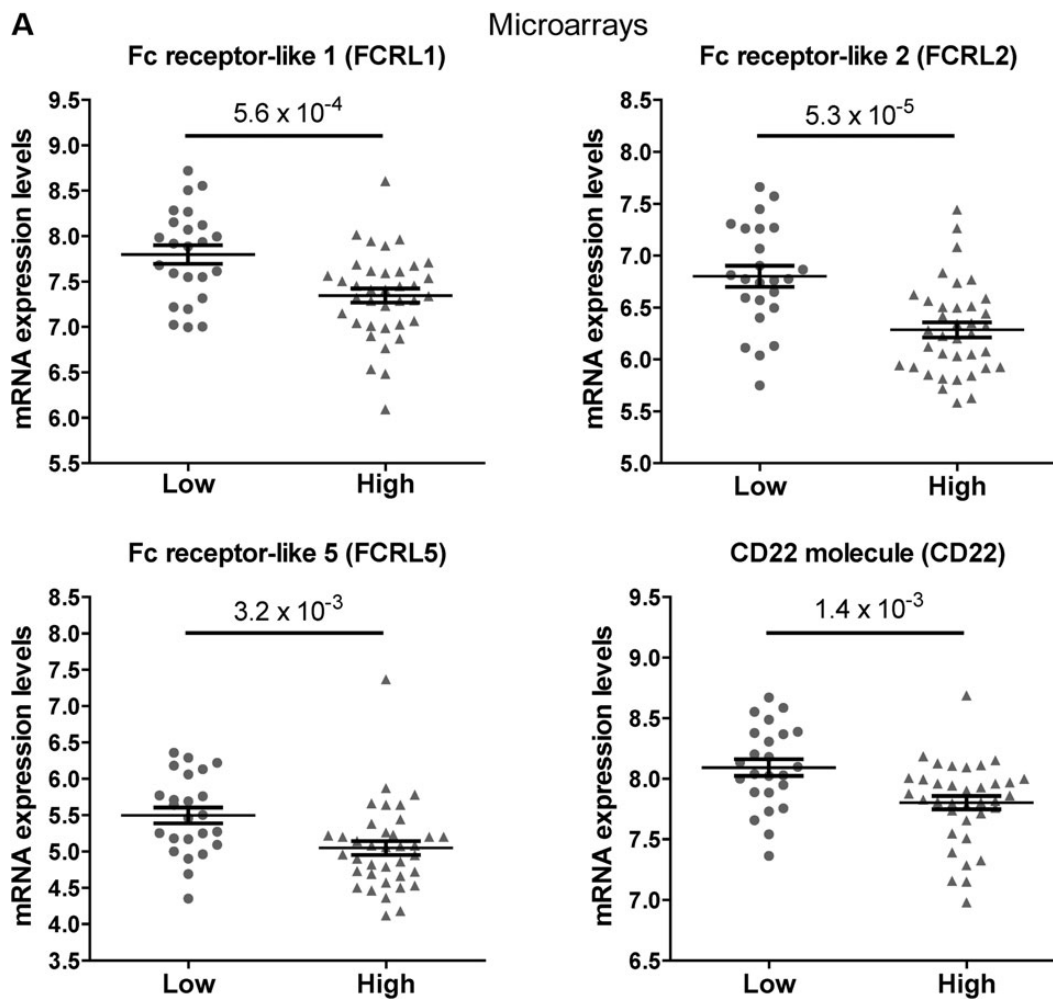 A
Microarrays
Fc receptor-like 1 (FCRL1)
mRNA expression levels
9.5
9.0
8.5
8.0
7.5
7.0
6.5
6.0
5.5
5.6 x 10⁻⁴
Low
High
Fc receptor-like 2 (FCRL2)
mRNA expression levels
8.5
8.0
7.5
7.0
6.5
6.0
5.5
5.0
5.3 x 10⁻⁵
Low
High
Fc receptor-like 5 (FCRL5)
mRNA expression levels
8.5
8.0
7.5
7.0
6.5
6.0
5.5
5.0
4.5
4.0
3.5
3.2 x 10⁻³
Low
High
CD22 molecule (CD22)
mRNA expression levels
9.5
9.0
8.5
8.0
7.5
7.0
6.5
1.4 x 10⁻³
Low
High